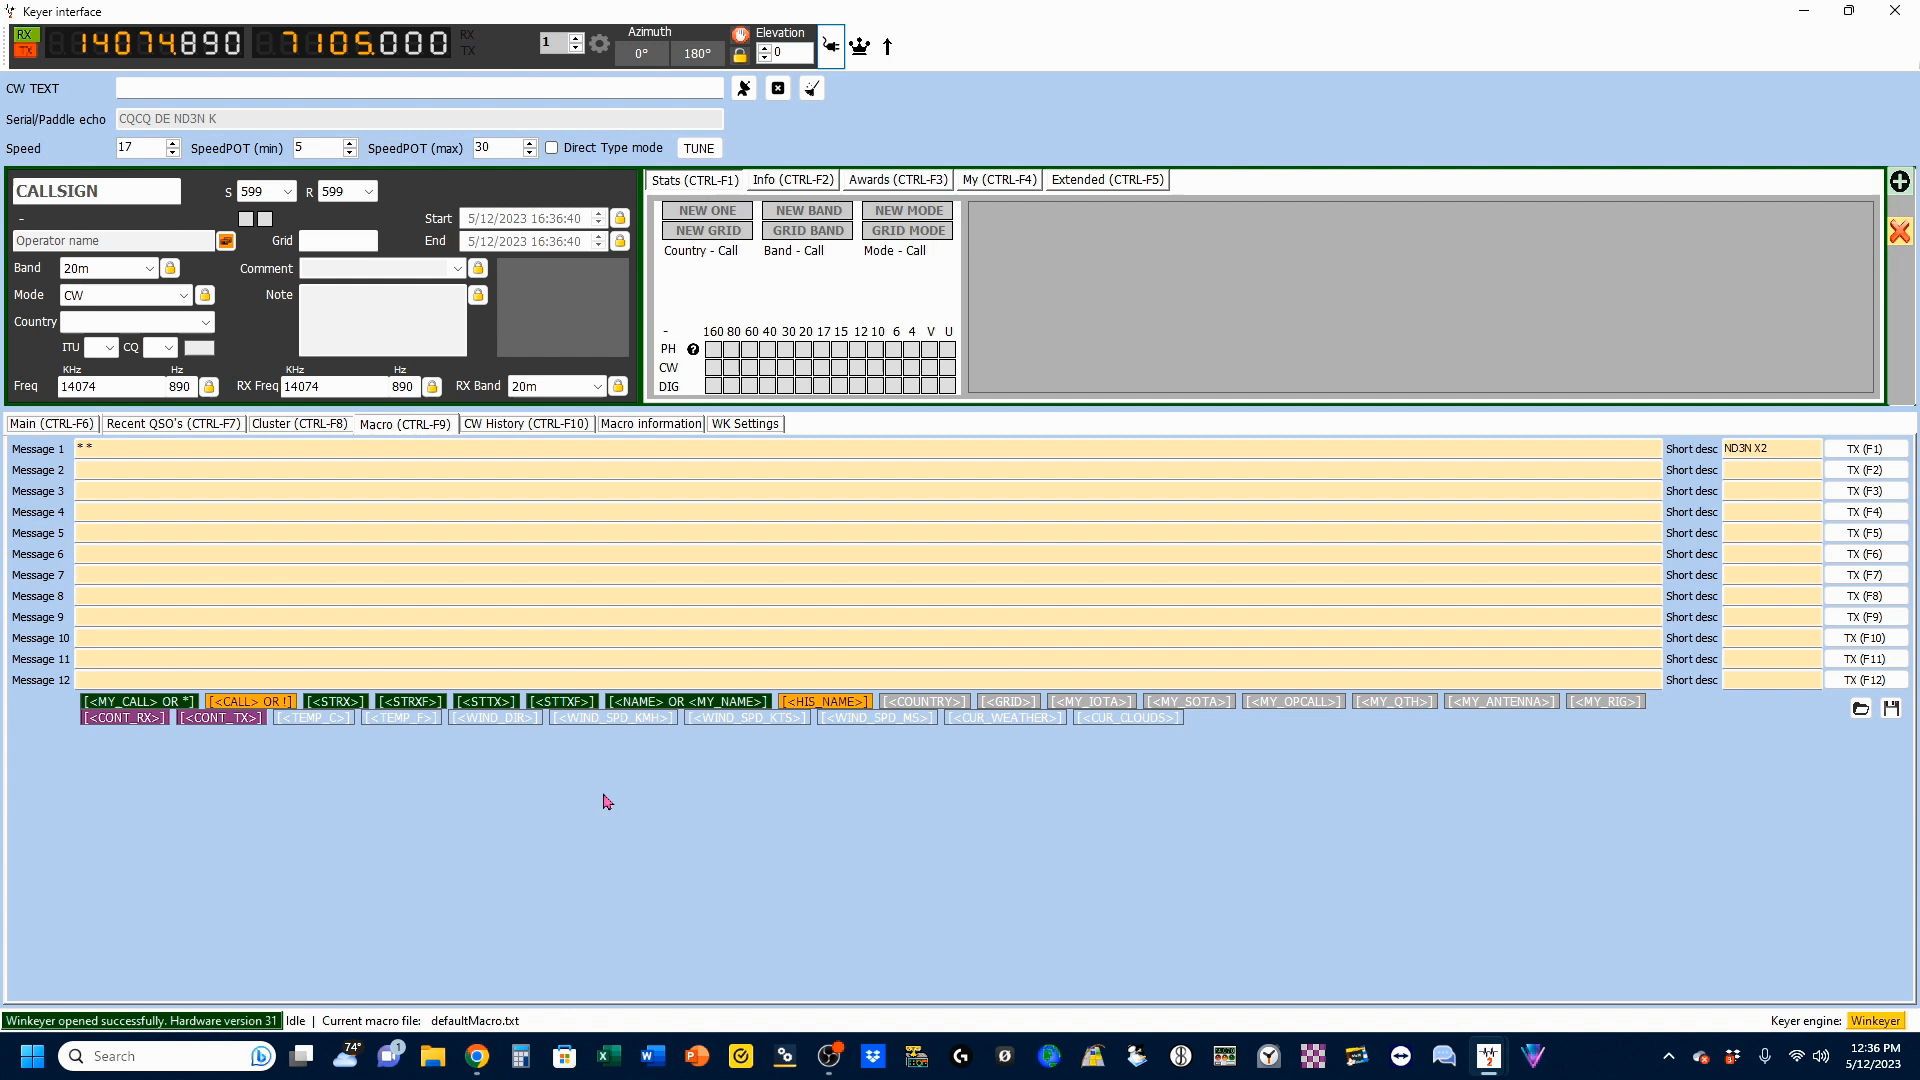 Keyer interface
RX 14074.890 7105.000 RX 1 Azimuth Elevation
TX TX 0° 180° 0
CW TEXT
Serial/Paddle echo CQCQ DE ND3N K
Speed 17 SpeedPOT (min) 5 SpeedPOT (max) 30 Direct Type mode TUNE
CALLSIGN S 599 R 599
- Start 5/12/2023 16:36:40
Operator name Grid End 5/12/2023 16:36:40
Band 20m Comment
Mode CW Note
Country
ITU CQ
KHz Hz KHz Hz
Freq 14074 890 RX Freq 14074 890 RX Band 20m
Stats (CTRL-F1) Info (CTRL-F2) Awards (CTRL-F3) My (CTRL-F4) Extended (CTRL-F5)
NEW ONE NEW BAND NEW MODE
NEW GRID GRID BAND GRID MODE
Country - Call Band - Call Mode - Call
- 160 80 60 40 30 20 17 15 12 10 6 4 V U
PH
CW
DIG
Main (CTRL-F6) Recent QSO's (CTRL-F7) Cluster (CTRL-F8) Macro (CTRL-F9) CW History (CTRL-F10) Macro information WK Settings
Message 1 * * Short desc ND3N X2 TX (F1)
Message 2 Short desc TX (F2)
Message 3 Short desc TX (F3)
Message 4 Short desc TX (F4)
Message 5 Short desc TX (F5)
Message 6 Short desc TX (F6)
Message 7 Short desc TX (F7)
Message 8 Short desc TX (F8)
Message 9 Short desc TX (F9)
Message 10 Short desc TX (F10)
Message 11 Short desc TX (F11)
Message 12 Short desc TX (F12)
[<MY_CALL> OR *] [<CALL> OR !] [<STRX>] [<STRXF>] [<STTX>] [<STTXF>] [<NAME> OR <MY_NAME>] [<HIS_NAME>] [<COUNTRY>] [<GRID>] [<MY_IOTA>] [<MY_SOTA>] [<MY_OPCALL>] [<MY_QTH>] [<MY_ANTENNA>] [<MY_RIG>]
[<CONT_RX>] [<CONT_TX>] [<TEMP_C>] [<TEMP_F>] [<WIND_DIR>] [<WIND_SPD_KMH>] [<WIND_SPD_KTS>] [<WIND_SPD_MS>] [<CUR_WEATHER>] [<CUR_CLOUDS>]
Winkeyer opened successfully. Hardware version 31 Idle | Current macro file: defaultMacro.txt Keyer engine: Winkeyer
Search 74° 1 12:36 PM
5/12/2023